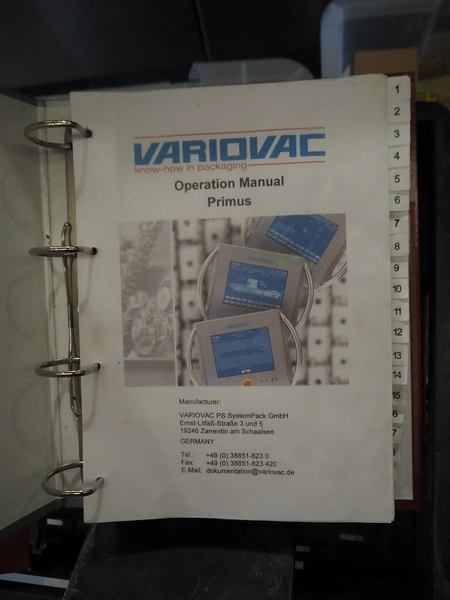 VARIOVAC
know-how in packaging
Operation Manual
Primus
VARIOVAC
VARIOVAC
Manufacturer:
VARIOVAC PS SystemPack GmbH
Ernst-Litfaß-Straße 3 und 5
19246 Zarrentin am Schaalsee
GERMANY
Tel.: +49 (0) 38851-823 0
Fax: +49 (0) 38851-823 420
E-Mail: dokumentation@variovac.de
1
2
3
4
5
6
7
8
9
10
11
12
13
14
15